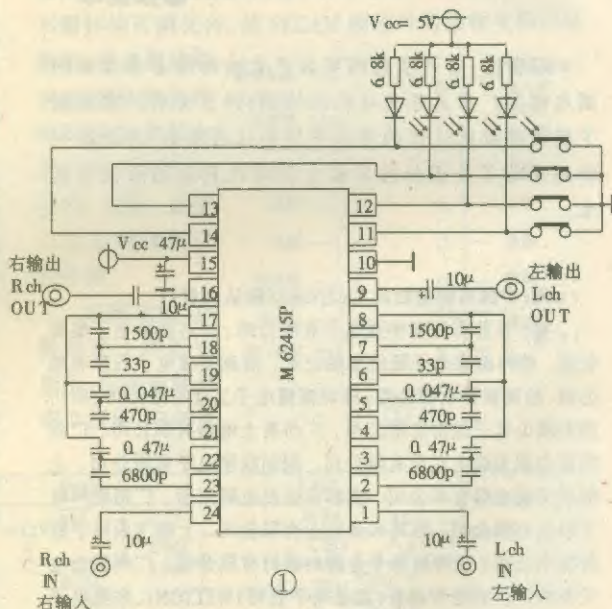 Vcc= 5V
6.8k 6.8k 6.8k 6.8k
13 12
14 11
Vcc 47μ
15 10
右输出
Rch
OUT
10μ
16 9
10μ
左输出
Lch
OUT
M 62415P
17 8
1500p 1500p
18 7
33p 33p
19 6
0.047μ 0.047μ
20 5
470p 470p
21 4
0.47μ 0.47μ
22 3
6800p 6800p
23 2
24 1
10μ 10μ
Rch
IN
右输入
Lch
IN
左输入
①